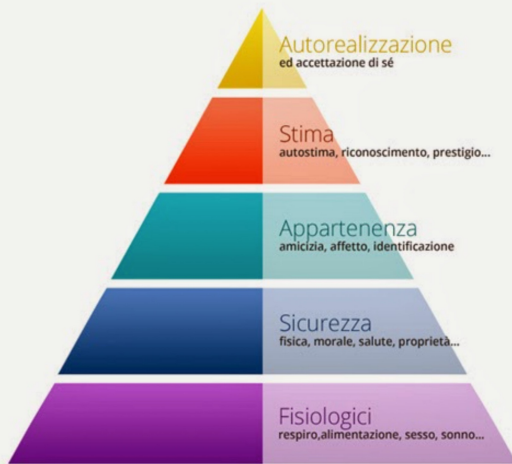 Autorealizzazione
ed accettazione di sé
Stima
autostima, riconoscimento, prestigio...
Appartenenza
amicizia, affetto, identificazione
Sicurezza
fisica, morale, salute, proprietà...
Fisiologici
respiro,alimentazione, sesso, sonno...